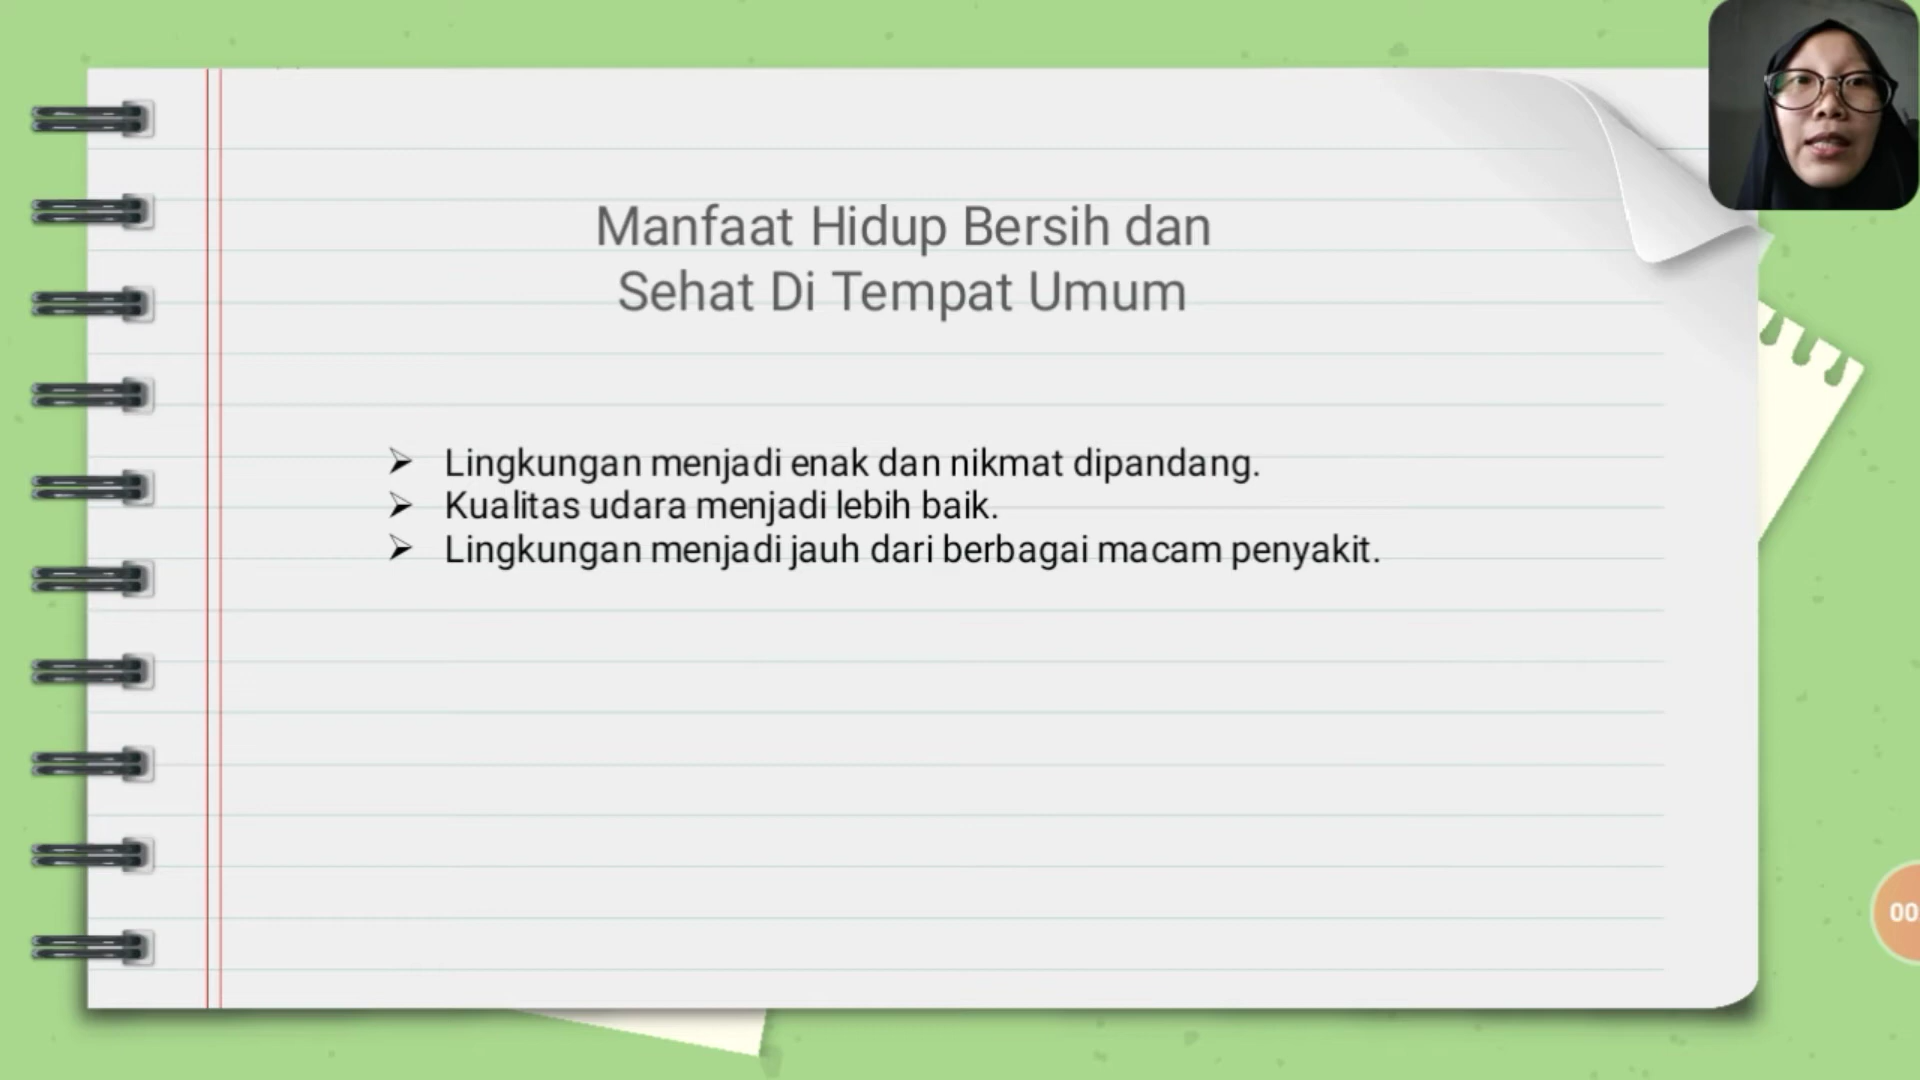 Manfaat Hidup Bersih dan
Sehat Di Tempat Umum
Lingkungan menjadi enak dan nikmat dipandang.
Kualitas udara menjadi lebih baik.
Lingkungan menjadi jauh dari berbagai macam penyakit.
00